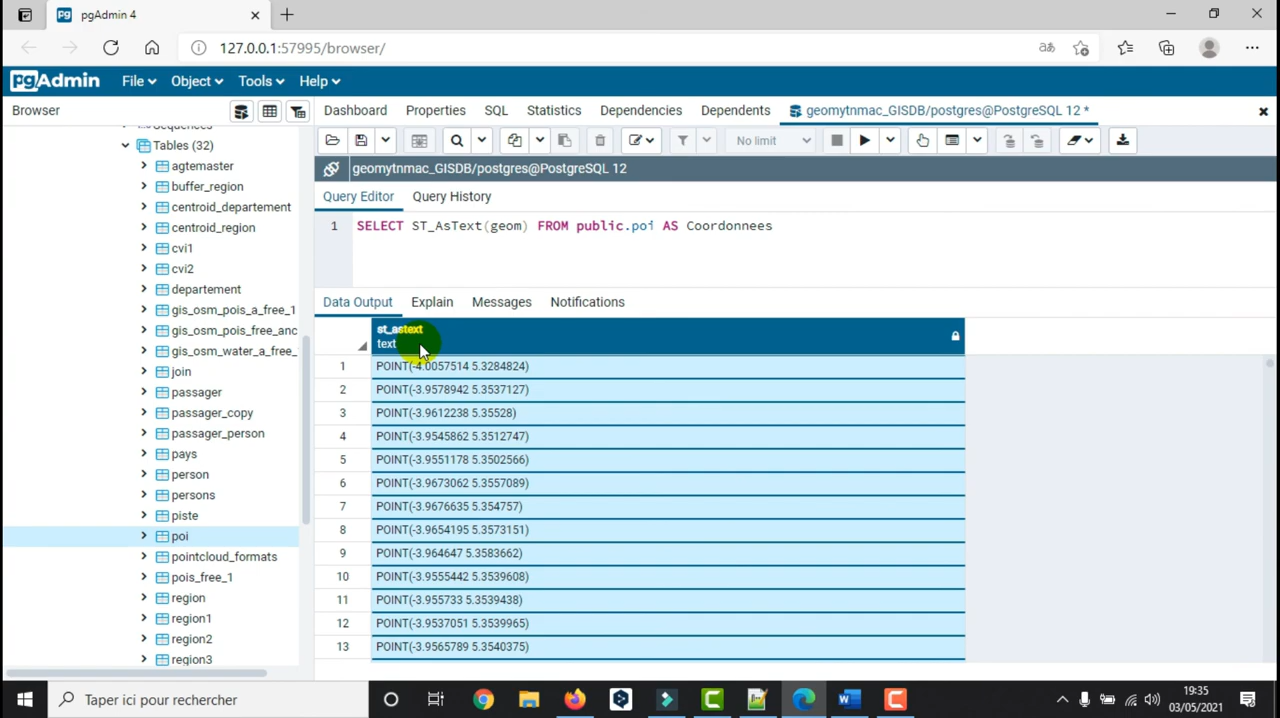 pgAdmin 4
127.0.0.1:57995/browser/
pgAdmin File Object Tools Help
Browser
Dashboard Properties SQL Statistics Dependencies Dependents geomytnmac_GISDB/postgres@PostgreSQL 12 *
No limit
geomytnmac_GISDB/postgres@PostgreSQL 12
Query Editor Query History
1 SELECT ST_AsText(geom) FROM public.poi AS Coordonnees
Data Output Explain Messages Notifications
st_astext
text
1 POINT(-4.0057514 5.3284824)
2 POINT(-3.9578942 5.3537127)
3 POINT(-3.9612238 5.35528)
4 POINT(-3.9545862 5.3512747)
5 POINT(-3.9551178 5.3502566)
6 POINT(-3.9673062 5.3557089)
7 POINT(-3.9676635 5.354757)
8 POINT(-3.9654195 5.3573151)
9 POINT(-3.964647 5.3583662)
10 POINT(-3.9555442 5.3539608)
11 POINT(-3.955733 5.3539438)
12 POINT(-3.9537051 5.3539965)
13 POINT(-3.9565789 5.3540375)
Sequences
Tables (32)
agtemaster
buffer_region
centroid_departement
centroid_region
cvi1
cvi2
departement
gis_osm_pois_a_free_1
gis_osm_pois_free_anc
gis_osm_water_a_free_
join
passager
passager_copy
passager_person
pays
person
persons
piste
poi
pointcloud_formats
pois_free_1
region
region1
region2
region3
Taper ici pour rechercher
19:35
03/05/2021